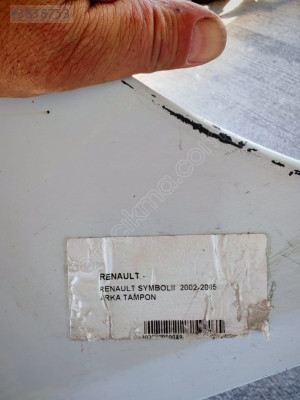 RENAULT -
RENAULT SYMBOLII 2002-2005
ARKA TAMPON